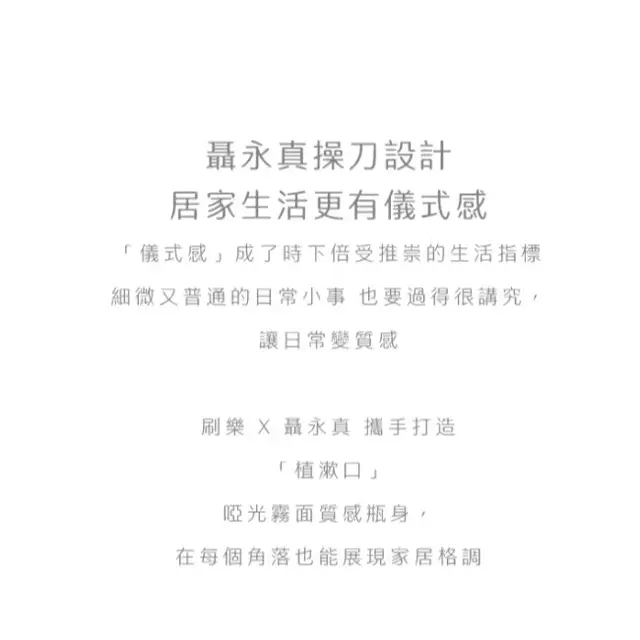 聶永真操刀設計
居家生活更有儀式感
「儀式感」成了時下倍受推崇的生活指標
細微又普通的日常小事 也要過得很講究，
讓日常變質感
刷樂 X 聶永真 攜手打造
「植漱口」
啞光霧面質感瓶身，
在每個角落也能展現家居格調